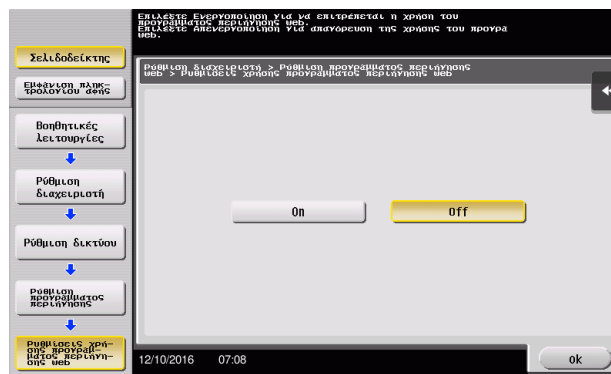 Επιλέξτε Ενεργοποίηση για να επιτρέπεται η χρήση του
προγράμματος περιήγησης web.
Επιλέξτε Απενεργοποίηση για απαγόρευση της χρήσης του προγρά
web.
Σελιδοδείκτης
Εμφάνιση πληκ-
τρολογίου αφής
Βοηθητικές
λειτουργίες
Ρύθμιση
διαχειριστή
Ρύθμιση δικτύου
Ρύθμιση
προγράμματος
περιήγησης
Ρυθμίσεις χρή-
σης προγράμ-
ματος περιήγη-
σης web
Ρύθμιση διαχειριστή > Ρύθμιση προγράμματος περιήγησης
web > Ρυθμίσεις χρήσης προγράμματος περιήγησης web
On
Off
12/10/2016 07:08
ok